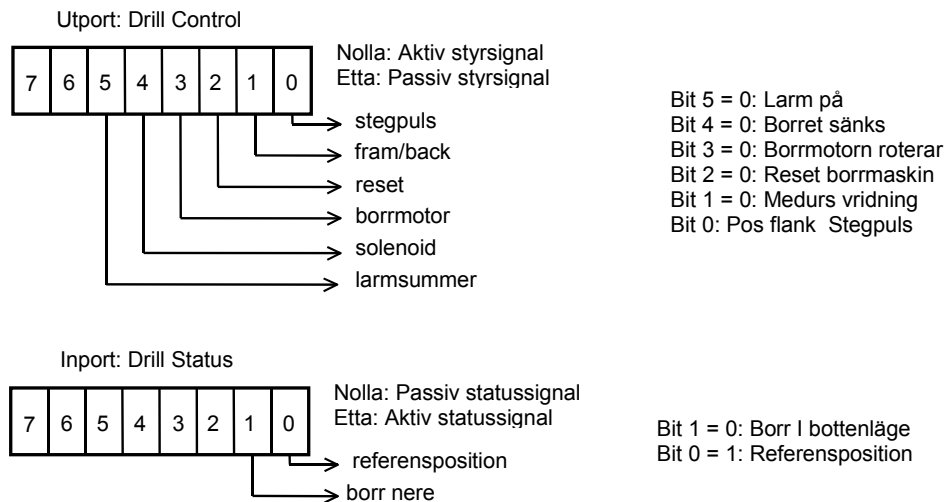 Utport: Drill Control
Nolla: Aktiv styrsignal
Etta: Passiv styrsignal
7 6 5 4 3 2 1 0
stegpuls
fram/back
reset
borrmotor
solenoid
larmsummer
Bit 5 = 0: Larm på
Bit 4 = 0: Borret sänks
Bit 3 = 0: Borrmotorn roterar
Bit 2 = 0: Reset borrmaskin
Bit 1 = 0: Medurs vridning
Bit 0: Pos flank Stegpuls
Inport: Drill Status
Nolla: Passiv statussignal
Etta: Aktiv statussignal
7 6 5 4 3 2 1 0
referensposition
borr nere
Bit 1 = 0: Borr I bottenläge
Bit 0 = 1: Referensposition